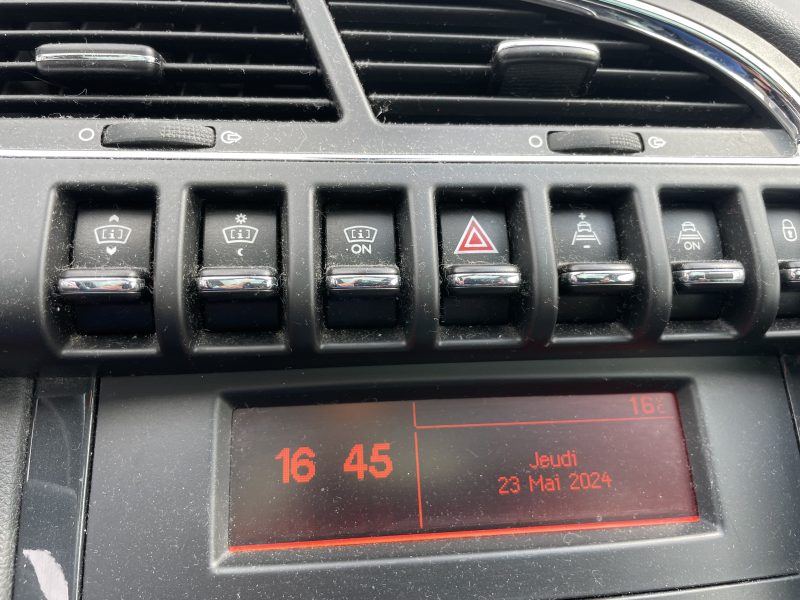 [i] [i] [i]
ON
+
-
ON
16°C
16 45
Jeudi
23 Mai 2024